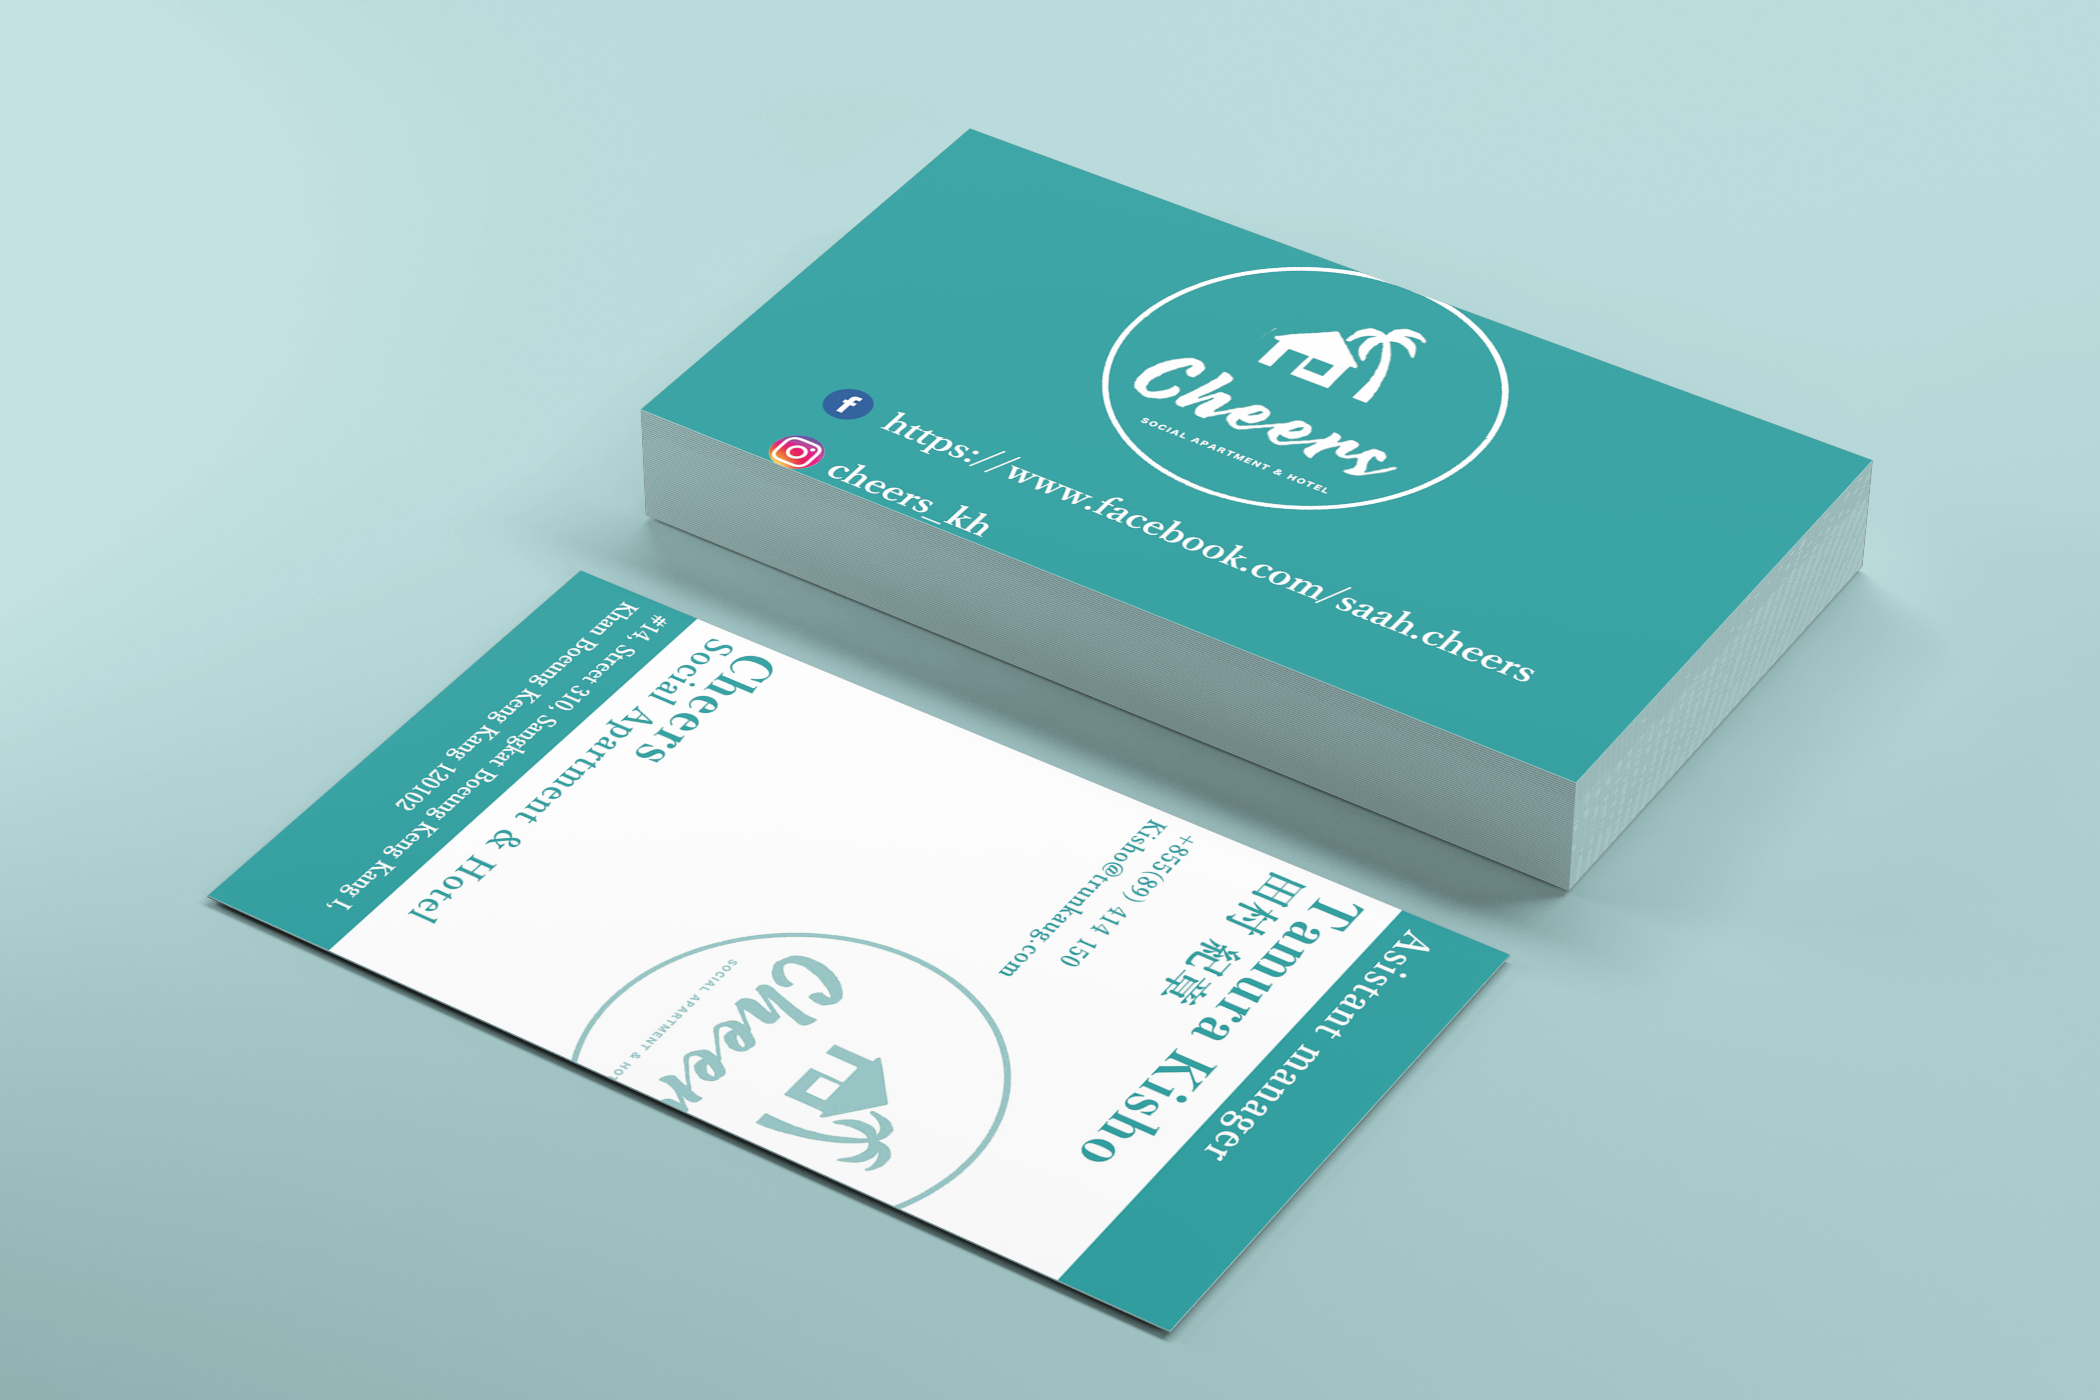 Cheers
SOCIAL APARTMENT & HOTEL
https://www.facebook.com/saah.cheers
cheers_kh
Asistant manager
Tamura Kisho
田村 紀章
+855(89) 414 150
Kisho@trunkaug.com
Cheer
SOCIAL APARTMENT & HOT
Cheers
Social Apartment & Hotel
#14, Street 310, Sangkat Boeung Keng Kang 1,
Khan Boeung Keng Kang 120102